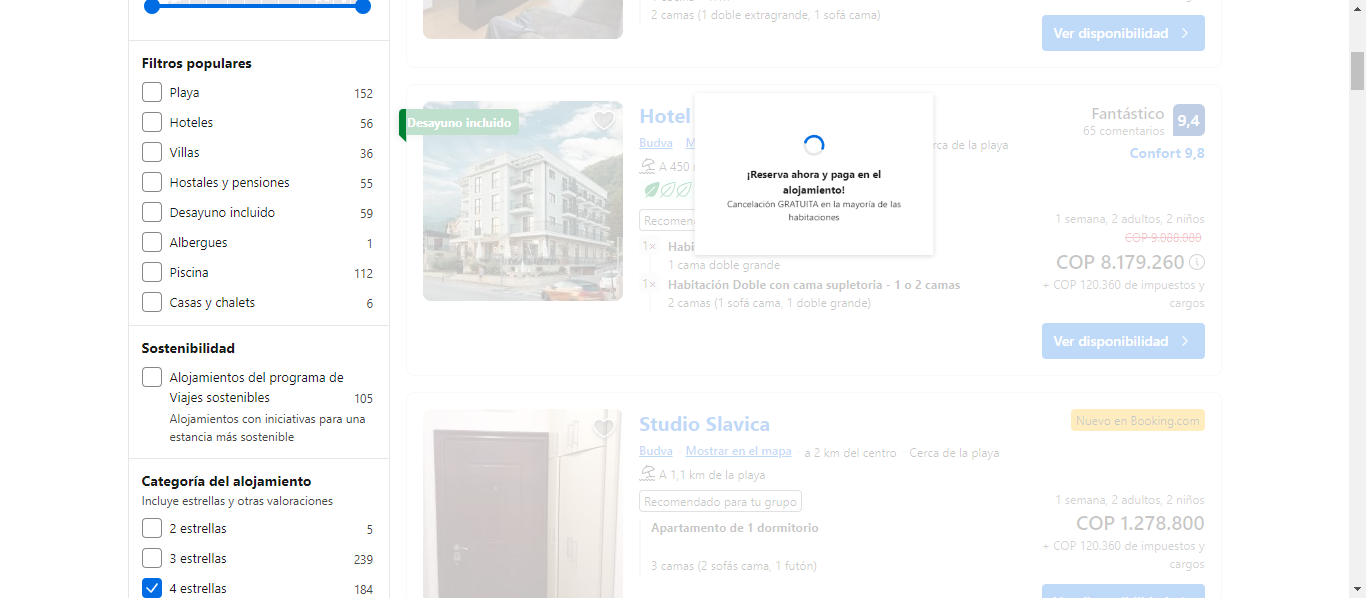 Filtros populares
Playa 152
Hoteles 56
Villas 36
Hostales y pensiones 55
Desayuno incluido 59
Albergues 1
Piscina 112
Casas y chalets 6
Sostenibilidad
Alojamientos del programa de
Viajes sostenibles 105
Alojamientos con iniciativas para una
estancia más sostenible
Categoría del alojamiento
Incluye estrellas y otras valoraciones
2 estrellas 5
3 estrellas 239
4 estrellas 184
2 camas (1 doble extragrande, 1 sofá cama)
Ver disponibilidad
Desayuno incluido
Hotel
Budva
A 450
1× Habi
1 cama doble grande
1× Habitación Doble con cama supletoria - 1 o 2 camas
2 camas (1 sofá cama, 1 doble grande)
¡Reserva ahora y paga en el
alojamiento!
Cancelación GRATUITA en la mayoría de las
habitaciones
rca de la playa
Fantástico 9,4
65 comentarios
Confort 9,8
1 semana, 2 adultos, 2 niños
COP 9.088.080
COP 8.179.260
+ COP 120.360 de impuestos y
cargos
Ver disponibilidad
Studio Slavica
Budva Mostrar en el mapa a 2 km del centro Cerca de la playa
A 1,1 km de la playa
Recomendado para tu grupo
Apartamento de 1 dormitorio
3 camas (2 sofás cama, 1 futón)
Nuevo en Booking.com
1 semana, 2 adultos, 2 niños
COP 1.278.800
+ COP 120.360 de impuestos y
cargos